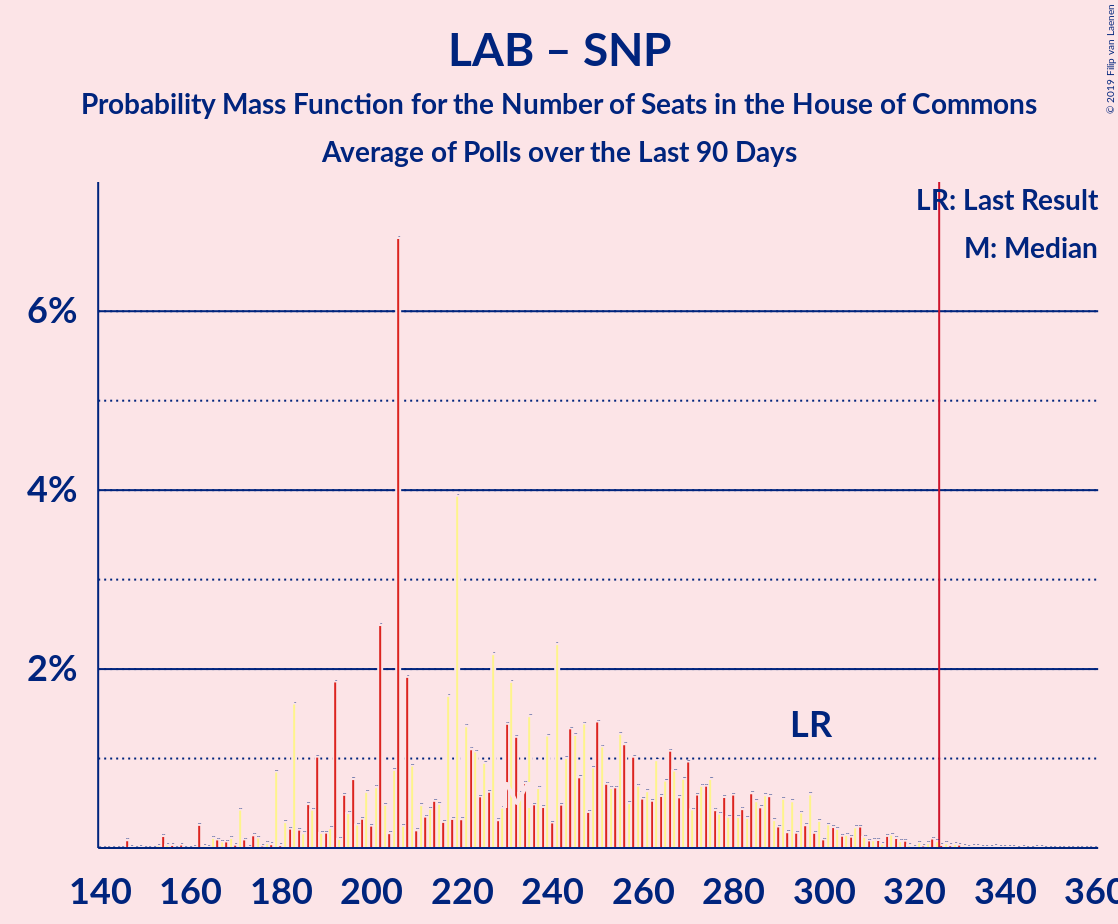 LAB – SNP
Probability Mass Function for the Number of Seats in the House of Commons
Average of Polls over the Last 90 Days
© 2019 Filip van Laenen
LR: Last Result
M: Median
6%
4%
2%
LR
M
140 160 180 200 220 240 260 280 300 320 340 360